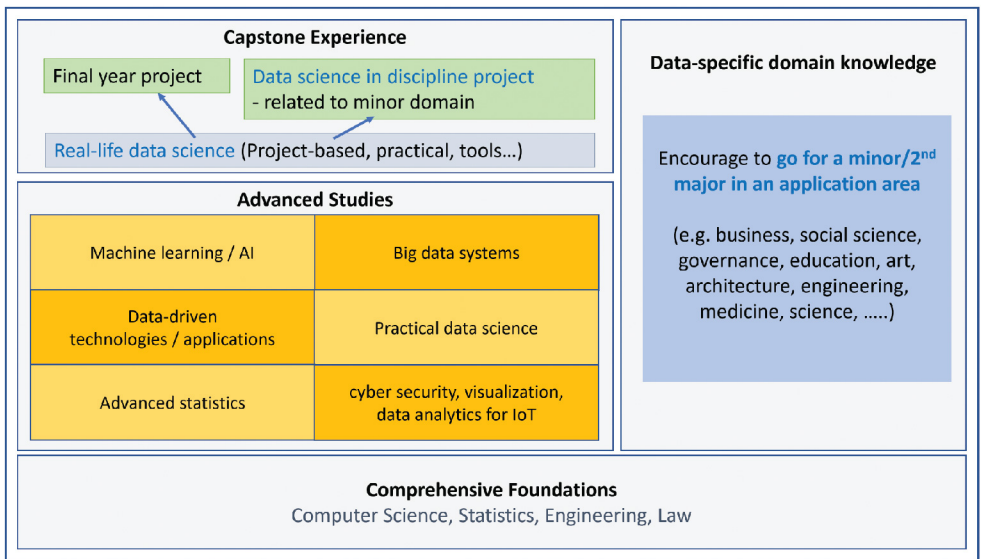 Capstone Experience
Final year project
Data science in discipline project
- related to minor domain
Real-life data science (Project-based, practical, tools...)
Advanced Studies
Machine learning / AI
Big data systems
Data-driven
technologies / applications
Practical data science
Advanced statistics
cyber security, visualization,
data analytics for IoT
Data-specific domain knowledge
Encourage to go for a minor/2nd
major in an application area
(e.g. business, social science,
governance, education, art,
architecture, engineering,
medicine, science, .....)
Comprehensive Foundations
Computer Science, Statistics, Engineering, Law